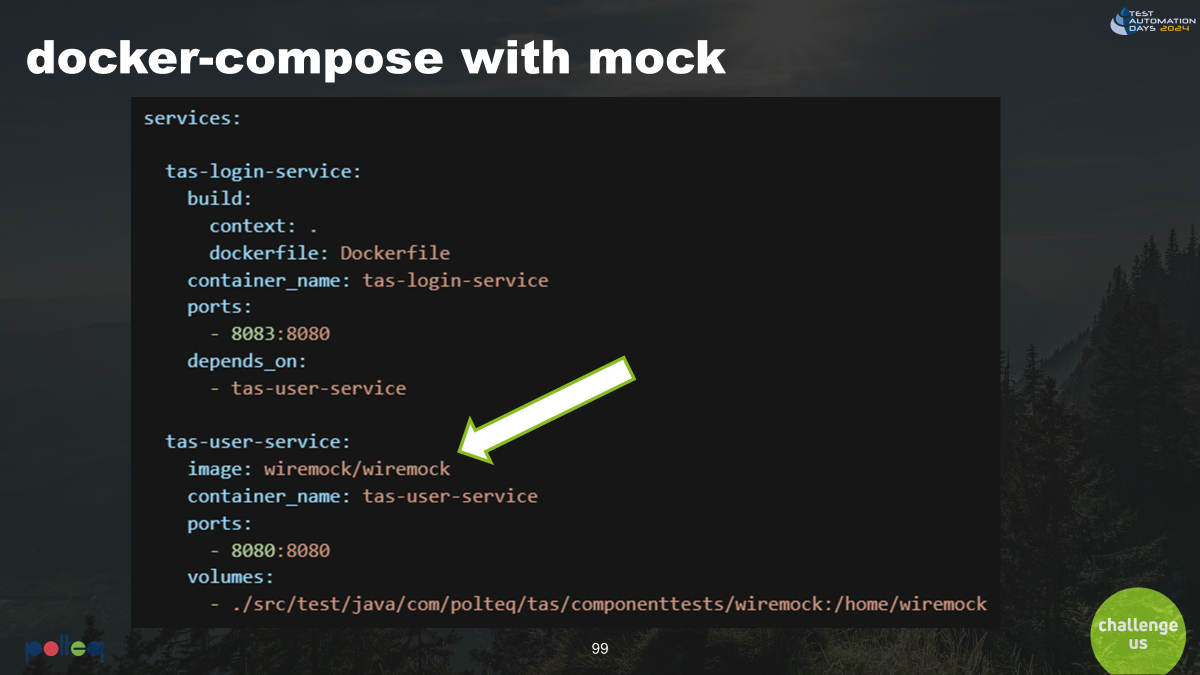 TEST
AUTOMATION
DAYS 2024
docker-compose with mock
services:
  tas-login-service:
    build:
      context: .
      dockerfile: Dockerfile
    container_name: tas-login-service
    ports:
      - 8083:8080
    depends_on:
      - tas-user-service
  tas-user-service:
    image: wiremock/wiremock
    container_name: tas-user-service
    ports:
      - 8080:8080
    volumes:
      - ./src/test/java/com/polteq/tas/componenttests/wiremock:/home/wiremock
polteq
99
challenge
us